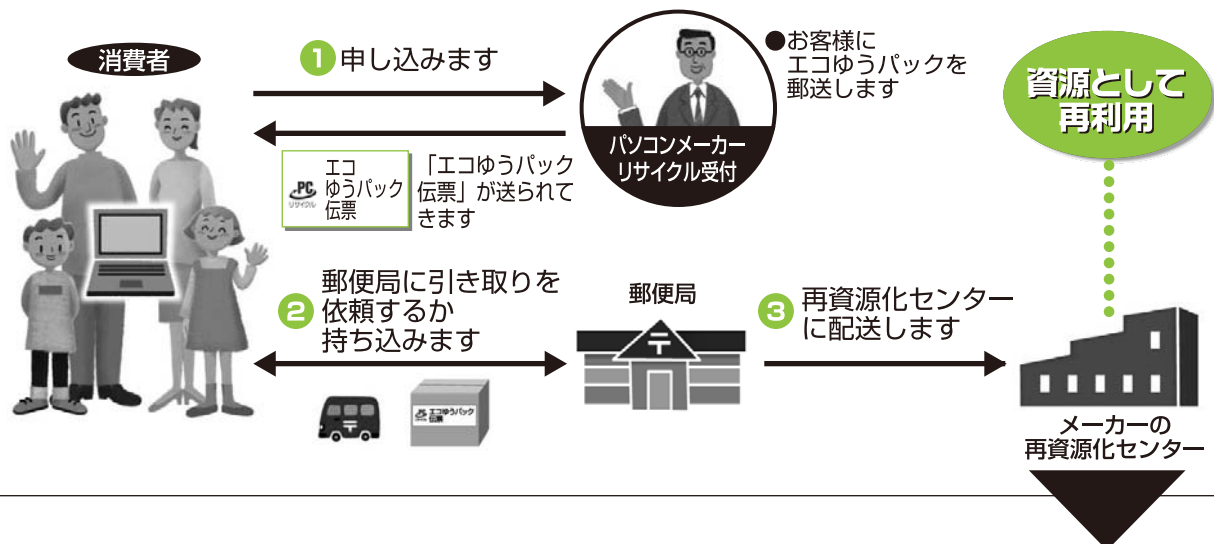 消費者
1 申し込みます
パソコンメーカー
リサイクル受付
●お客様に
エコゆうパックを
郵送します
資源として
再利用
PC
リサイクル
エコ
ゆうパック
伝票
「エコゆうパック
伝票」が送られて
きます
2 郵便局に引き取りを
依頼するか
持ち込みます
エコゆうパック
伝票
郵便局
3 再資源化センター
に配送します
メーカーの
再資源化センター